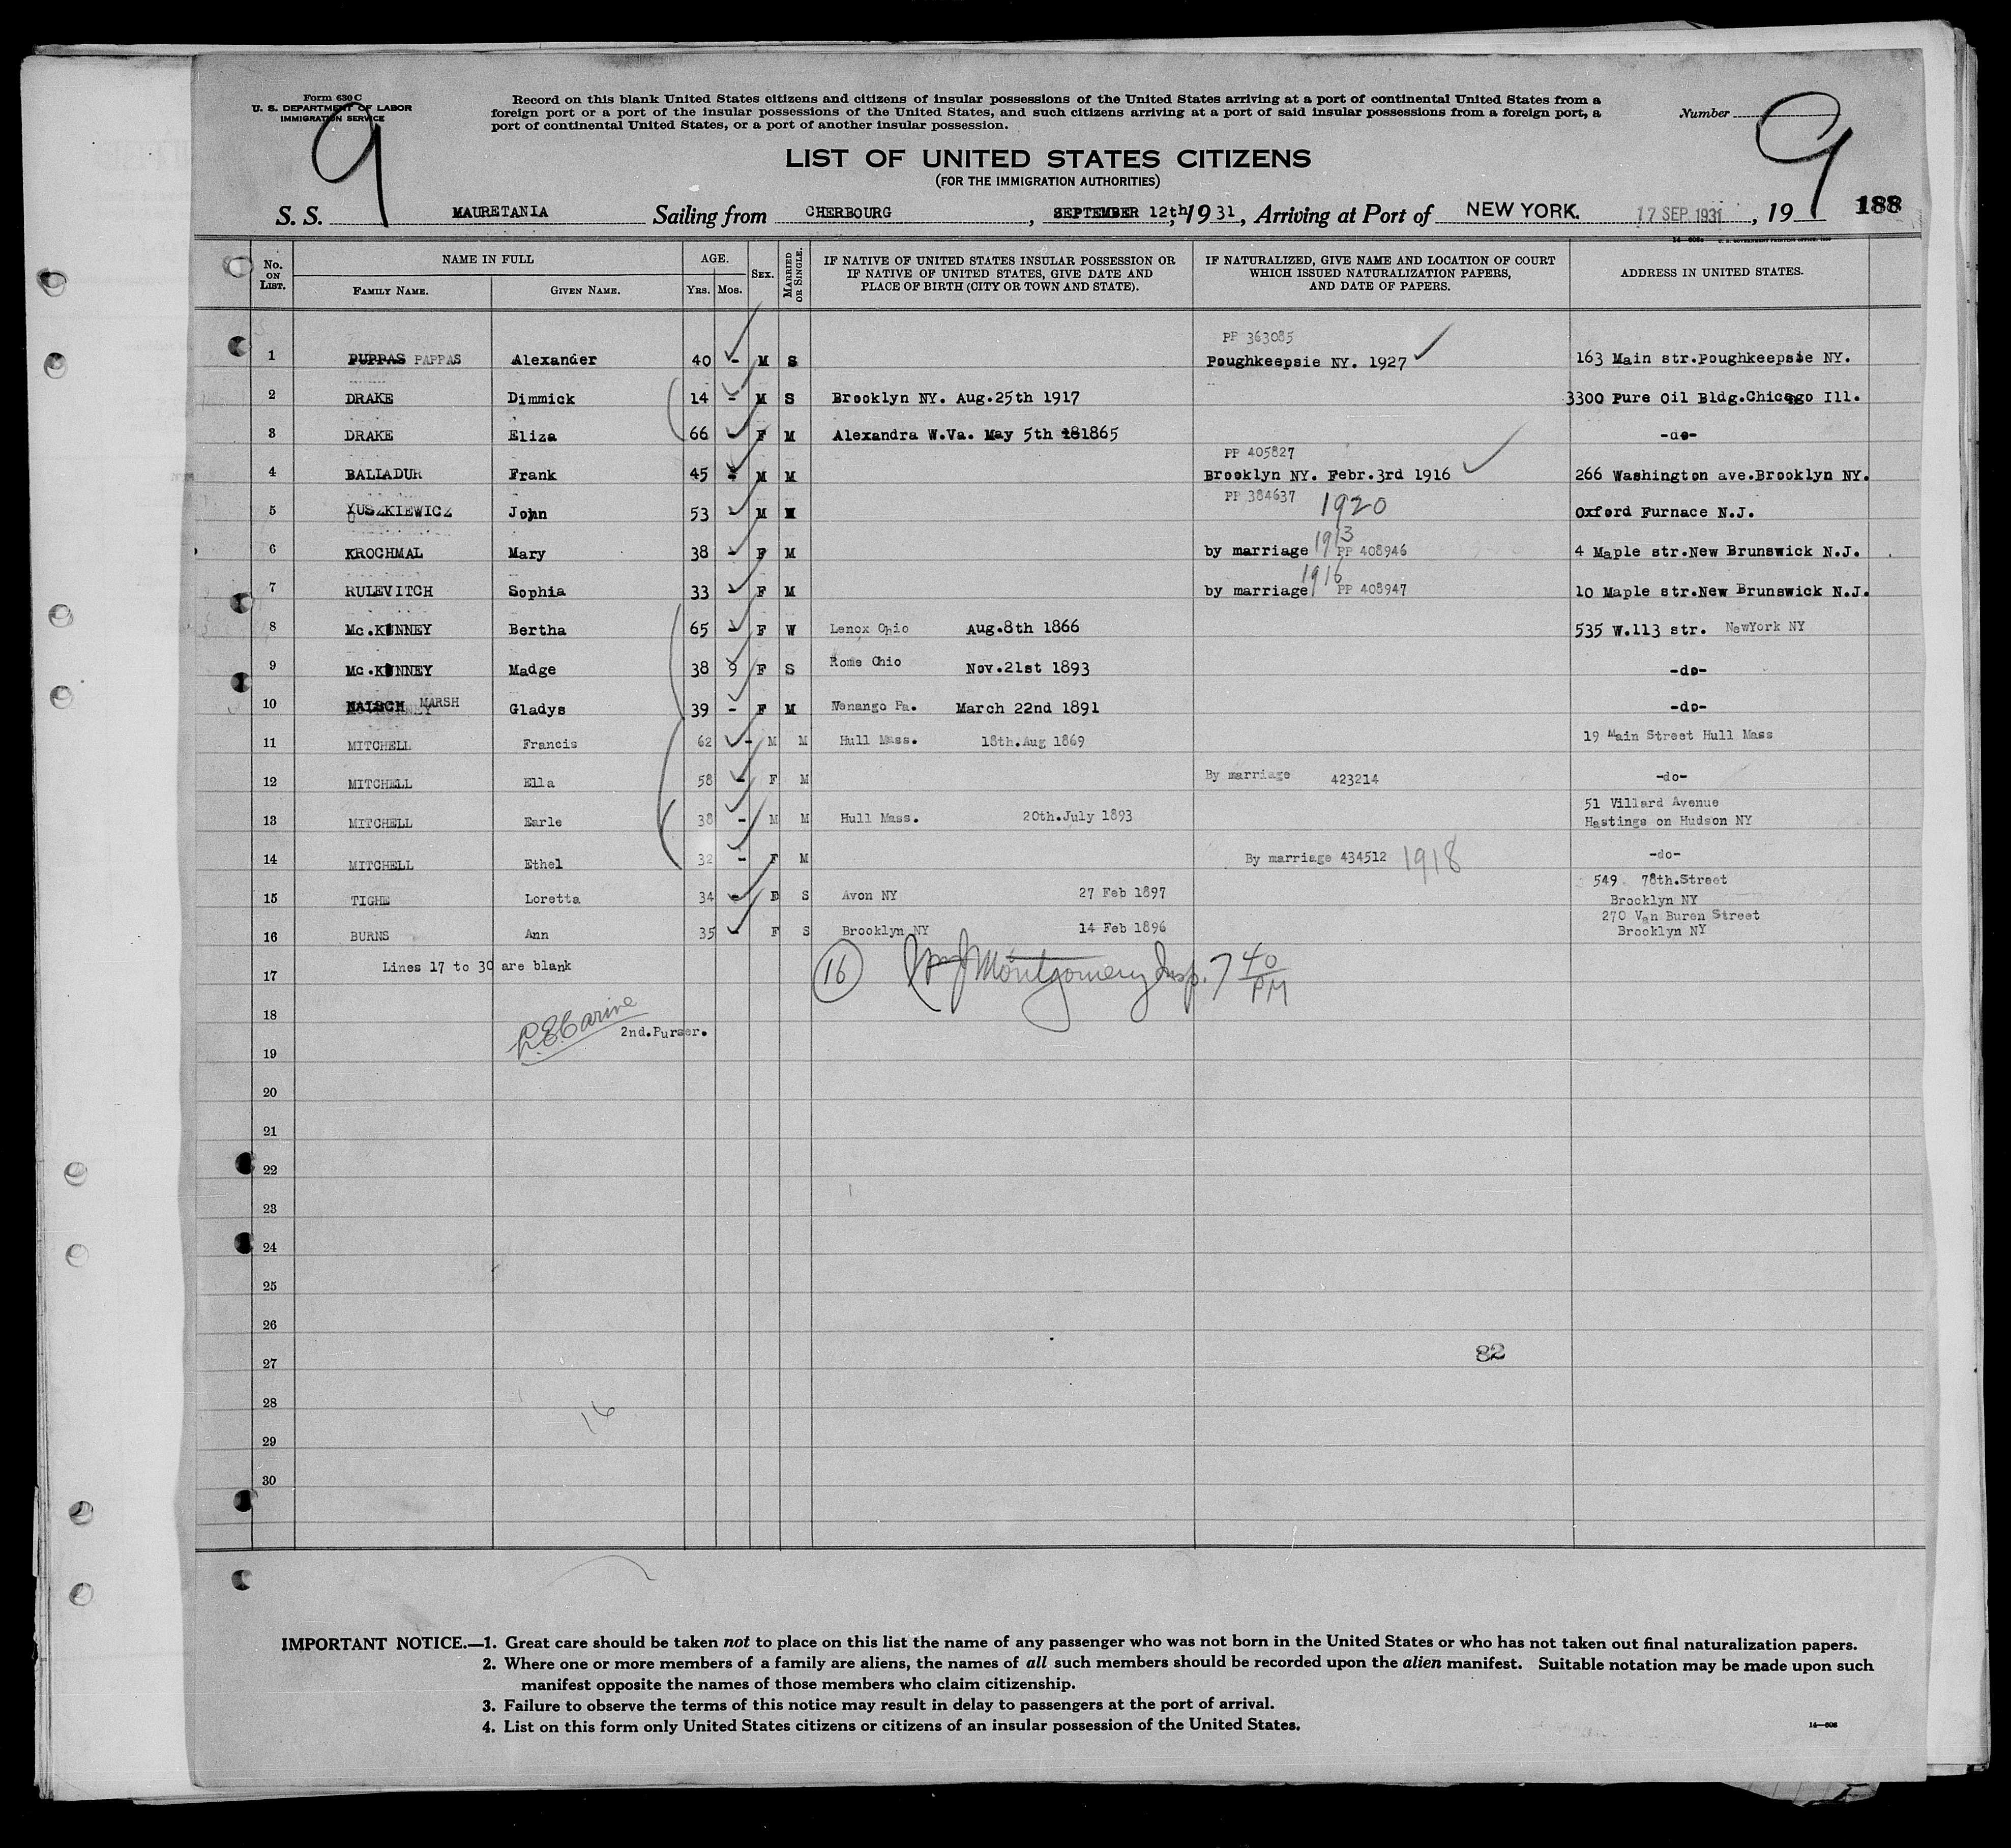 Form 630 C
U. S. DEPARTMENT OF LABOR
IMMIGRATION SERVICE
9
Record on this blank United States citizens and citizens of insular possessions of the United States arriving at a port of continental United States from a
foreign port or a port of the insular possessions of the United States, and such citizens arriving at a port of said insular possessions from a foreign port, a
port of continental United States, or a port of another insular possession.
Number
9
LIST OF UNITED STATES CITIZENS
(FOR THE IMMIGRATION AUTHORITIES)
S. S. MAURETANIA Sailing from CHERBOURG, SEPTEMBER 12th, 1931, Arriving at Port of NEW YORK. 17 SEP 1931, 19 188
No. ON LIST. NAME IN FULL AGE. SEX. MARRIED OR SINGLE. IF NATIVE OF UNITED STATES INSULAR POSSESSION OR IF NATIVE OF UNITED STATES, GIVE DATE AND PLACE OF BIRTH (CITY OR TOWN AND STATE). IF NATURALIZED, GIVE NAME AND LOCATION OF COURT WHICH ISSUED NATURALIZATION PAPERS, AND DATE OF PAPERS. ADDRESS IN UNITED STATES.
FAMILY NAME. GIVEN NAME. YRS. MOS.
PP 363085
1 PUPPAS PAPPAS Alexander 40 - M S Poughkeepsie NY. 1927 163 Main str.Poughkeepsie NY.
2 DRAKE Dimmick 14 - M S Brooklyn NY. Aug.25th 1917 3300 Pure Oil Bldg.Chicago Ill.
3 DRAKE Eliza 66 - F M Alexandra W.Va. May 5th 181865 -do-
PP 405827
4 BALLADUR Frank 45 - M M Brooklyn NY. Febr.3rd 1916 266 Washington ave.Brooklyn NY.
PP 384637 1920
5 YUSZKIEWICZ John 53 - M M Oxford Furnace N.J.
6 KROCHMAL Mary 38 - F M by marriage 1913 PP 408946 4 Maple str.New Brunswick N.J.
7 RULEVITCH Sophia 33 - F M by marriage 1916 PP 408947 10 Maple str.New Brunswick N.J.
8 Mc.KUNNEY Bertha 65 - F W Lenox Ohio Aug.8th 1866 535 W.113 str. NewYork NY
9 Mc.KUNNEY Madge 38 9 F S Rome Ohio Nov.21st 1893 -do-
10 MARSH Gladys 39 - F M Venango Pa. March 22nd 1891 -do-
11 MITCHELL Francis 62 - M M Hull Mass. 18th.Aug 1869 19 Main Street Hull Mass
12 MITCHELL Ella 58 - F M By marriage 423214 -do-
51 Villard Avenue
13 MITCHELL Earle 38 - M M Hull Mass. 20th.July 1893 Hastings on Hudson NY
14 MITCHELL Ethel 32 - F M By marriage 434512 1918 -do-
549 78th.Street
15 TIGHE Loretta 34 - F S Avon NY 27 Feb 1897 Brooklyn NY
270 Van Buren Street
16 BURNS Ann 35 - F S Brooklyn NY 14 Feb 1896 Brooklyn NY
17 Lines 17 to 30 are blank 16 Montgomery Insp. 7 40 PM
18
2nd.Purser.
19
20
21
22
23
24
25
26
27 82
28
16
29
30
IMPORTANT NOTICE.—1. Great care should be taken not to place on this list the name of any passenger who was not born in the United States or who has not taken out final naturalization papers.
2. Where one or more members of a family are aliens, the names of all such members should be recorded upon the alien manifest. Suitable notation may be made upon such
manifest opposite the names of those members who claim citizenship.
3. Failure to observe the terms of this notice may result in delay to passengers at the port of arrival.
4. List on this form only United States citizens or citizens of an insular possession of the United States.
14—608